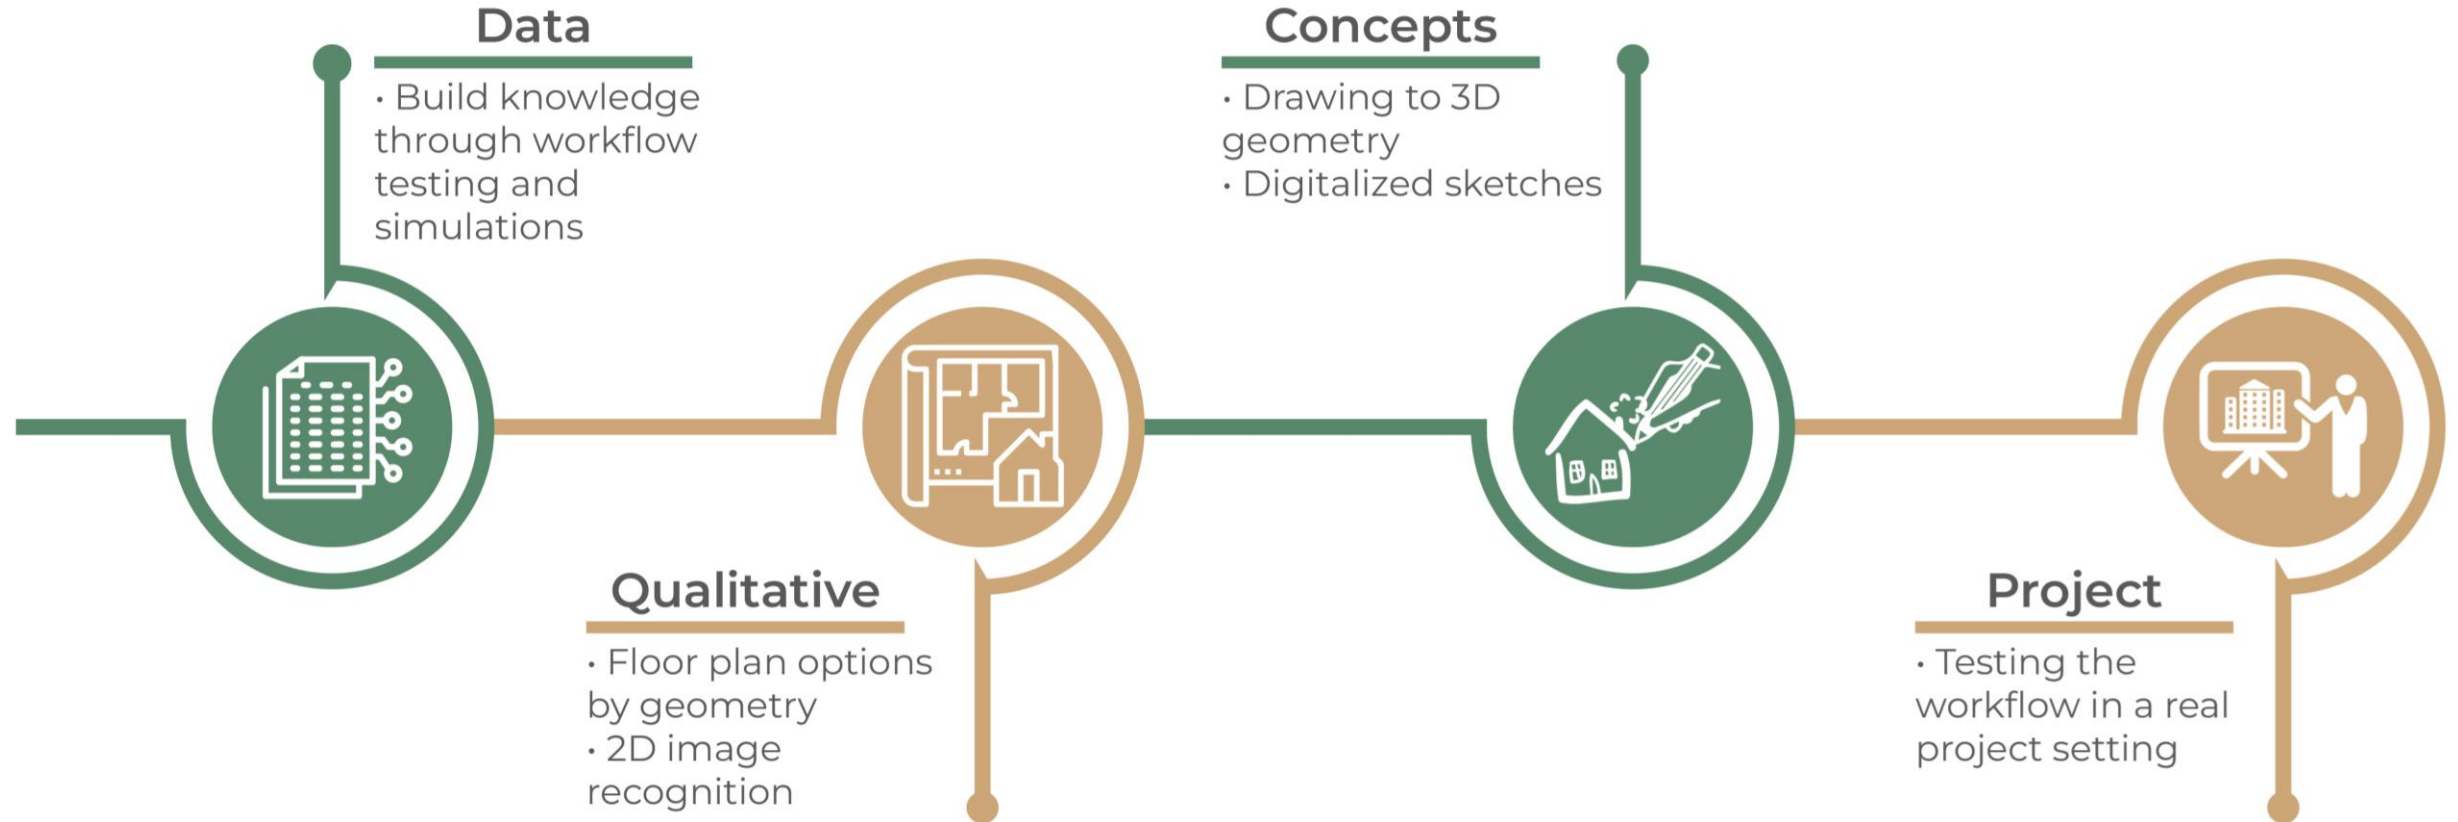 Data
• Build knowledge
through workflow
testing and
simulations
Qualitative
• Floor plan options
by geometry
• 2D image
recognition
Concepts
• Drawing to 3D
geometry
• Digitalized sketches
Project
• Testing the
workflow in a real
project setting